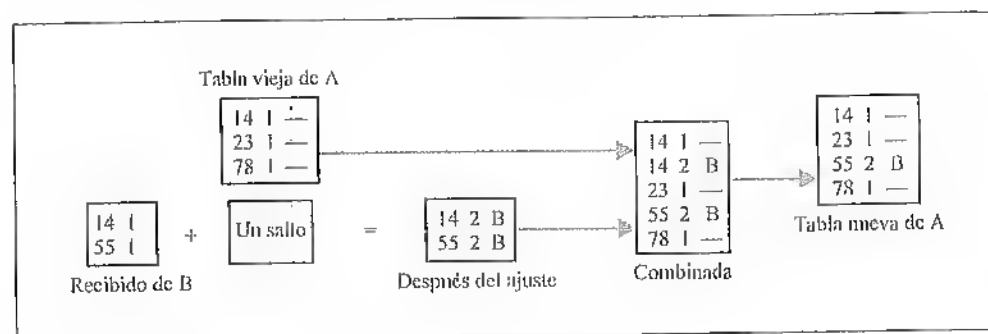 Tabla vieja de A
14 1 —
23 1 —
78 1 —
14 1
55 1
Recibido de B
+
Un salto
=
14 2 B
55 2 B
Después del ajuste
14 1 —
14 2 B
23 1 —
55 2 B
78 1 —
Combinada
14 1 —
23 1 —
55 2 B
78 1 —
Tabla nueva de A